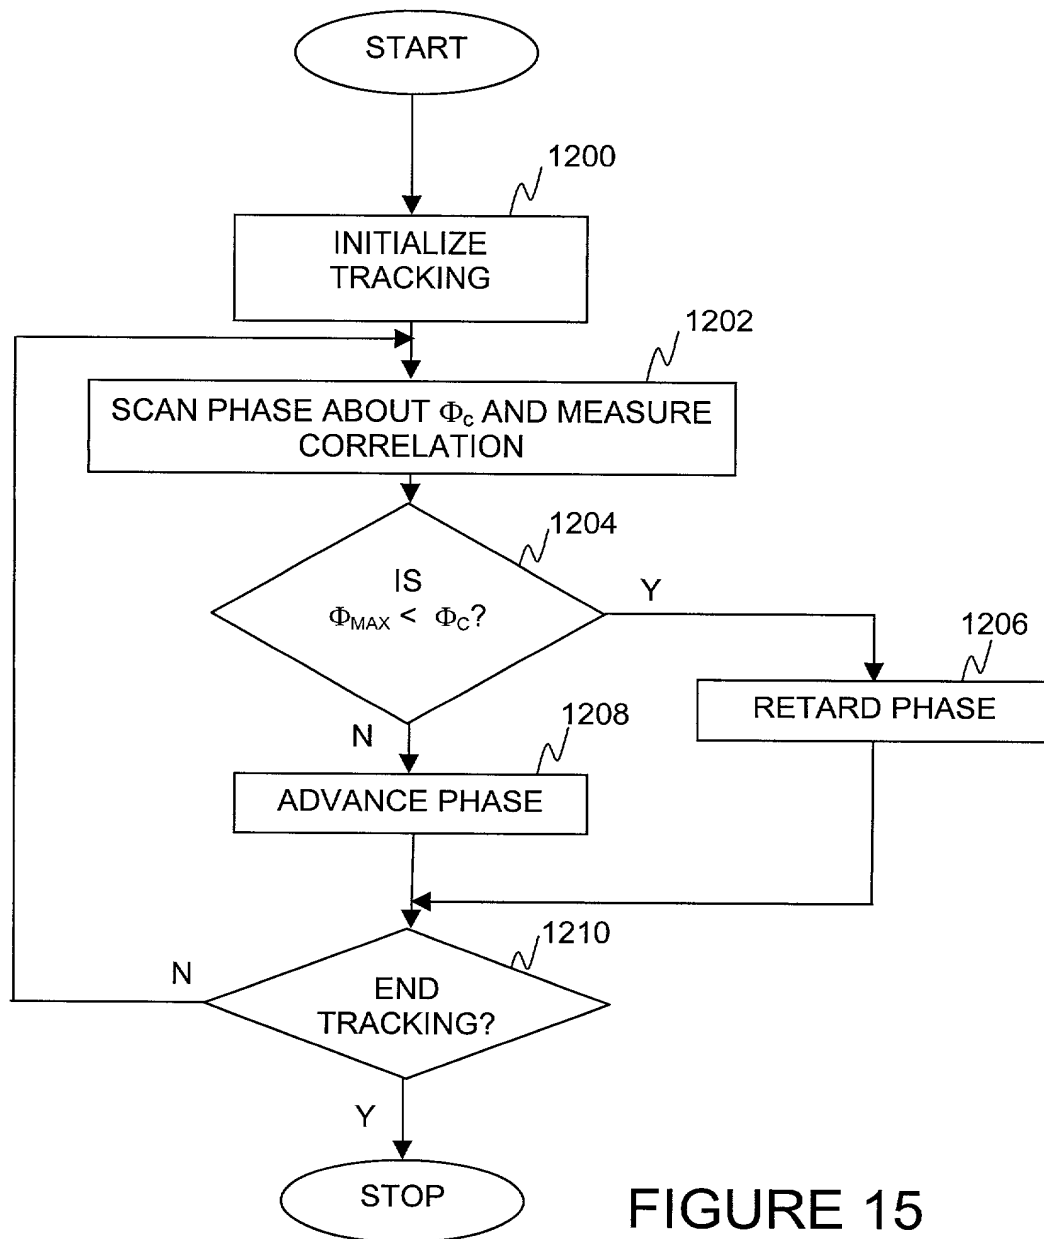 START
1200
INITIALIZE
TRACKING
1202
SCAN PHASE ABOUT Φc AND MEASURE
CORRELATION
1204
IS
ΦMAX < ΦC?
Y
1206
RETARD PHASE
N
1208
ADVANCE PHASE
1210
N
END
TRACKING?
Y
STOP
FIGURE 15